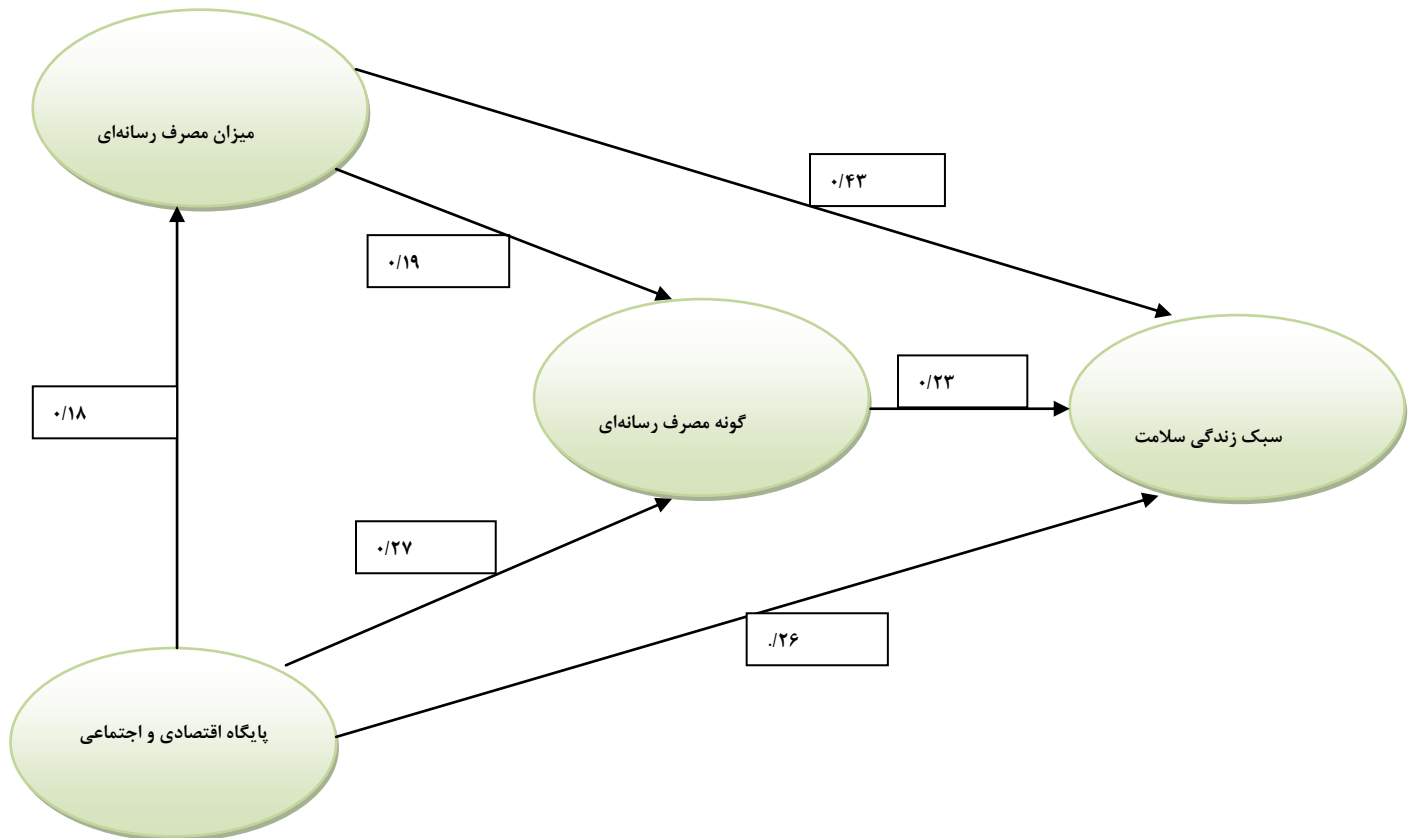 میزان مصرف رسانه‌ای
۰/۴۳
۰/۱۹
۰/۲۳
۰/۱۸
گونه مصرف رسانه‌ای
سبک زندگی سلامت
۰/۲۷
./۲۶
پایگاه اقتصادی و اجتماعی